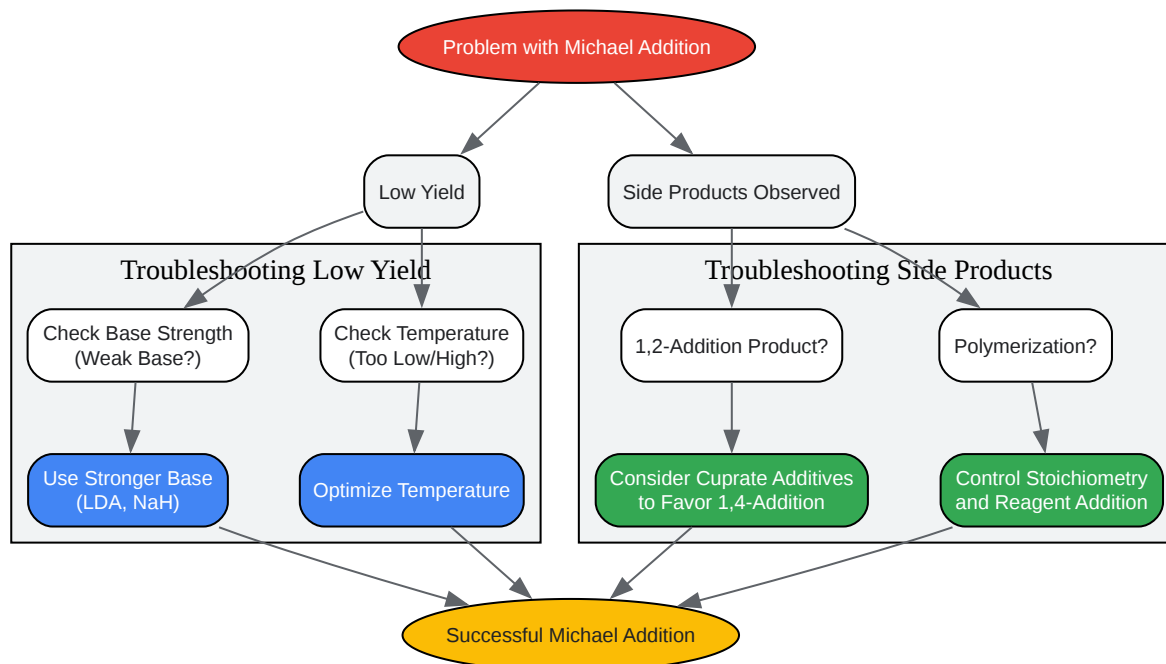 Problem with Michael Addition
Low Yield
Side Products Observed
Troubleshooting Low Yield
Troubleshooting Side Products
Check Base Strength
(Weak Base?)
Check Temperature
(Too Low/High?)
1,2-Addition Product?
Polymerization?
Use Stronger Base
(LDA, NaH)
Optimize Temperature
Consider Cuprate Additives
to Favor 1,4-Addition
Control Stoichiometry
and Reagent Addition
Successful Michael Addition